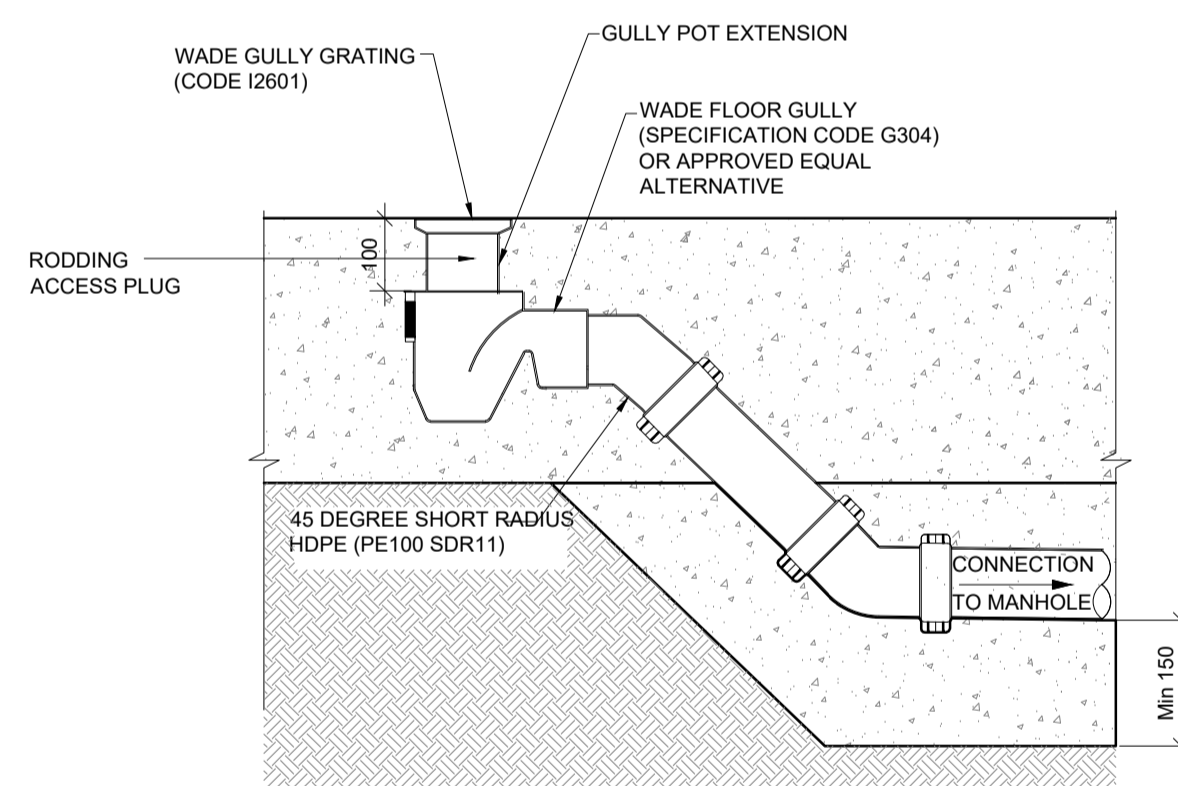 GULLY POT EXTENSION
WADE GULLY GRATING
(CODE I2601)
WADE FLOOR GULLY
(SPECIFICATION CODE G304)
OR APPROVED EQUAL
ALTERNATIVE
100
RODDING
ACCESS PLUG
45 DEGREE SHORT RADIUS
HDPE (PE100 SDR11)
CONNECTION
TO MANHOLE
Min 150